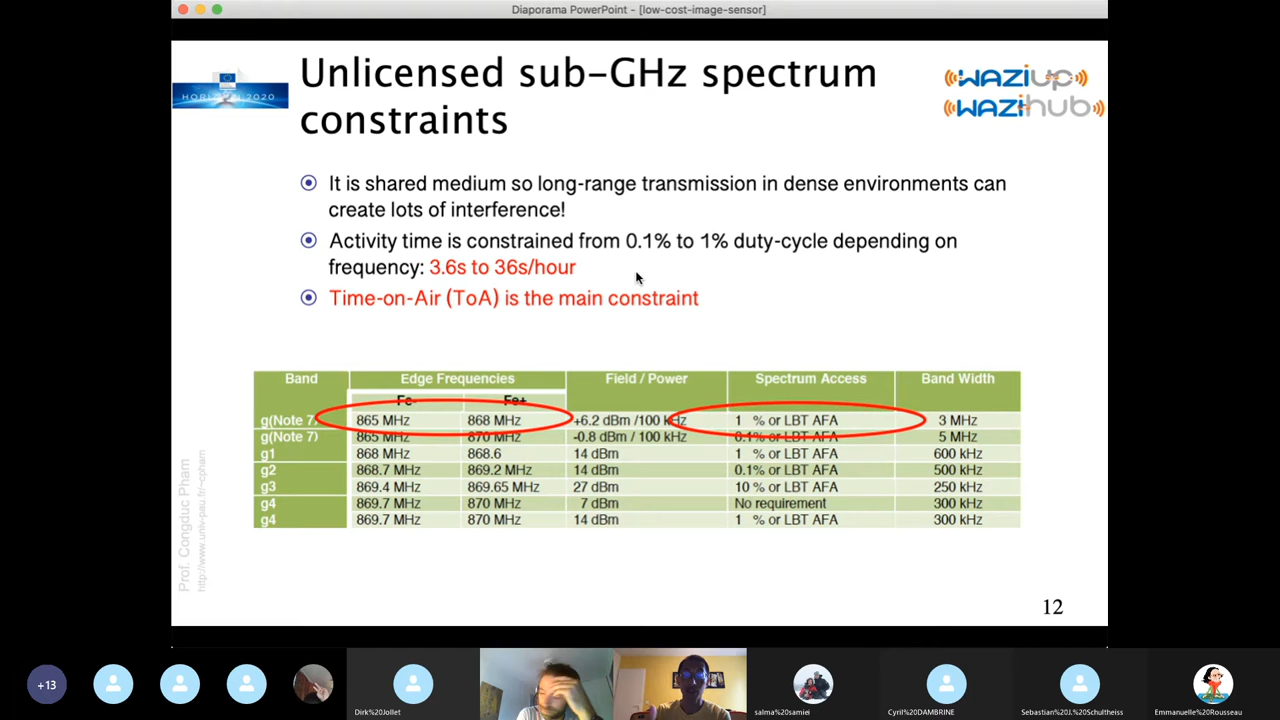 Diaporama PowerPoint - [low-cost-image-sensor]
Unlicensed sub-GHz spectrum
constraints
HORIZON 2020
WAZIUP
WAZIhub
It is shared medium so long-range transmission in dense environments can
create lots of interference!
Activity time is constrained from 0.1% to 1% duty-cycle depending on
frequency: 3.6s to 36s/hour
Time-on-Air (ToA) is the main constraint
Band Edge Frequencies Field / Power Spectrum Access Band Width
Fe- Fe+
g(Note 7) 865 MHz 868 MHz +6.2 dBm /100 kHz 1 % or LBT AFA 3 MHz
g(Note 7) 865 MHz 870 MHz -0.8 dBm / 100 kHz 0.1% or LBT AFA 5 MHz
g1 868 MHz 868.6 14 dBm 1 % or LBT AFA 600 kHz
g2 868.7 MHz 869.2 MHz 14 dBm 0.1% or LBT AFA 500 kHz
g3 869.4 MHz 869.65 MHz 27 dBm 10 % or LBT AFA 250 kHz
g4 869.7 MHz 870 MHz 7 dBm No requirement 300 kHz
g4 869.7 MHz 870 MHz 14 dBm 1 % or LBT AFA 300 kHz
Prof. Congduc Pham
http://www.univ-pau.fr/~cpham
12
+13
Dirk%20Jollet
salma%20samiei
Cyril%20DAMBRINE
Sebastian%20J.%20Schultheiss
Emmanuelle%20Rousseau